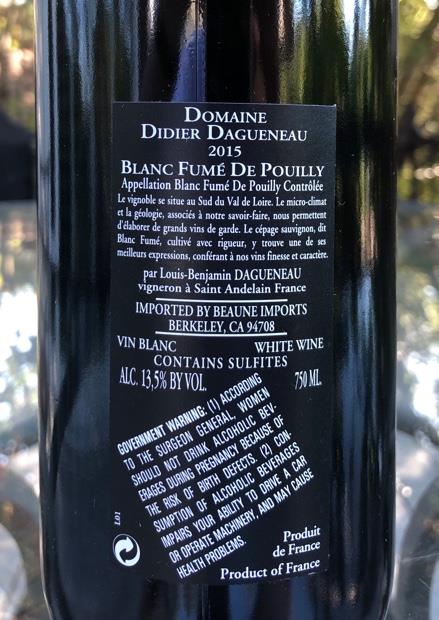 DOMAINE
DIDIER DAGUENEAU
2015
BLANC FUMÉ DE POUILLY
Appellation Blanc Fumé De Pouilly Contrôlée
Le vignoble se situe au Sud du Val de Loire. Le micro-climat
et la géologie, associés à notre savoir-faire, nous permettent
d'élaborer de grands vins de garde. Le cépage sauvignon, dit
Blanc Fumé, cultivé avec rigueur, y trouve une de ses
meilleurs expressions, conférant à nos vins finesse et caractère.
par Louis-Benjamin DAGUENEAU
vigneron à Saint Andelain France
IMPORTED BY BEAUNE IMPORTS
BERKELEY, CA 94708
VIN BLANC WHITE WINE
CONTAINS SULFITES
ALC. 13,5% BY VOL. 750 ML.
GOVERNMENT WARNING: (1) ACCORDING
TO THE SURGEON GENERAL, WOMEN
SHOULD NOT DRINK ALCOHOLIC BEV-
ERAGES DURING PREGNANCY BECAUSE OF
THE RISK OF BIRTH DEFECTS. (2) CON-
SUMPTION OF ALCOHOLIC BEVERAGES
IMPAIRS YOUR ABILITY TO DRIVE A CAR
OR OPERATE MACHINERY, AND MAY CAUSE
HEALTH PROBLEMS.
Produit
de France
Product of France